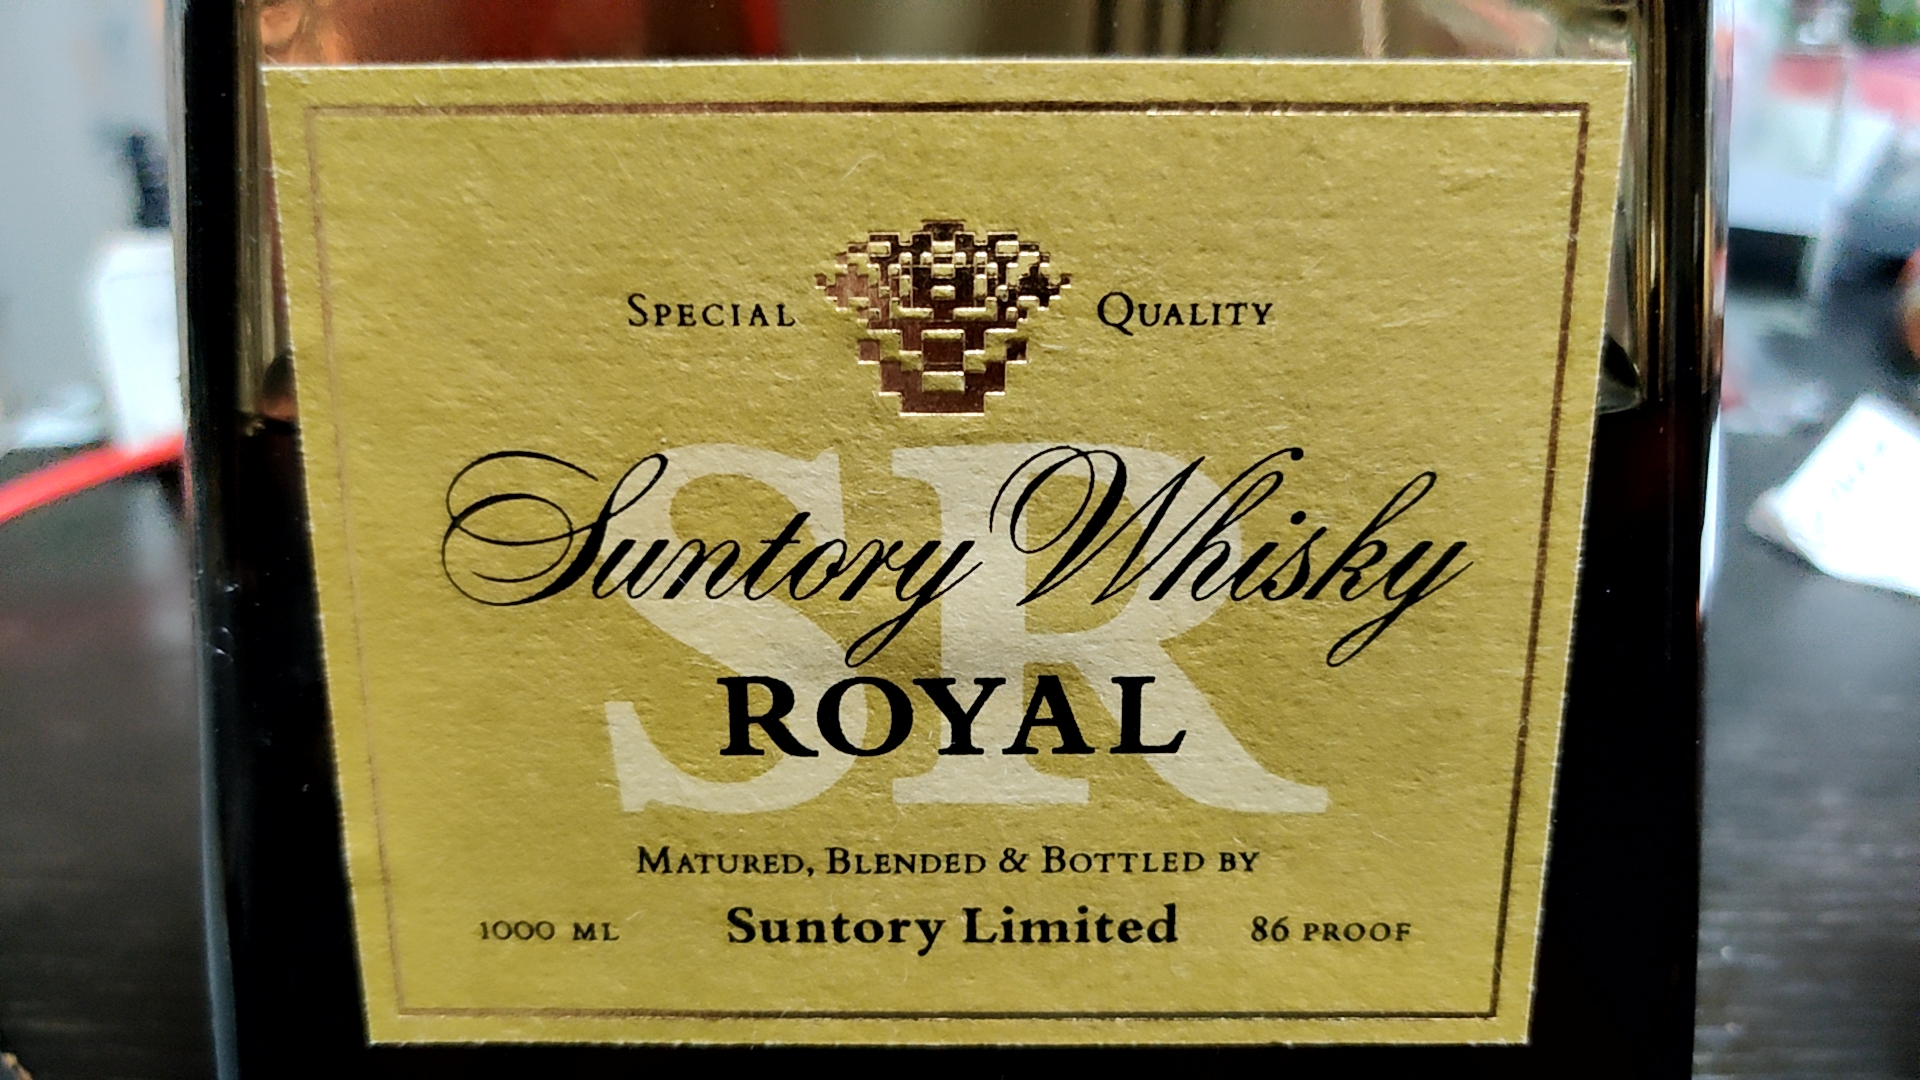 SPECIAL QUALITY
SR
Suntory Whisky
ROYAL
MATURED, BLENDED & BOTTLED BY
1000 ML Suntory Limited 86 PROOF